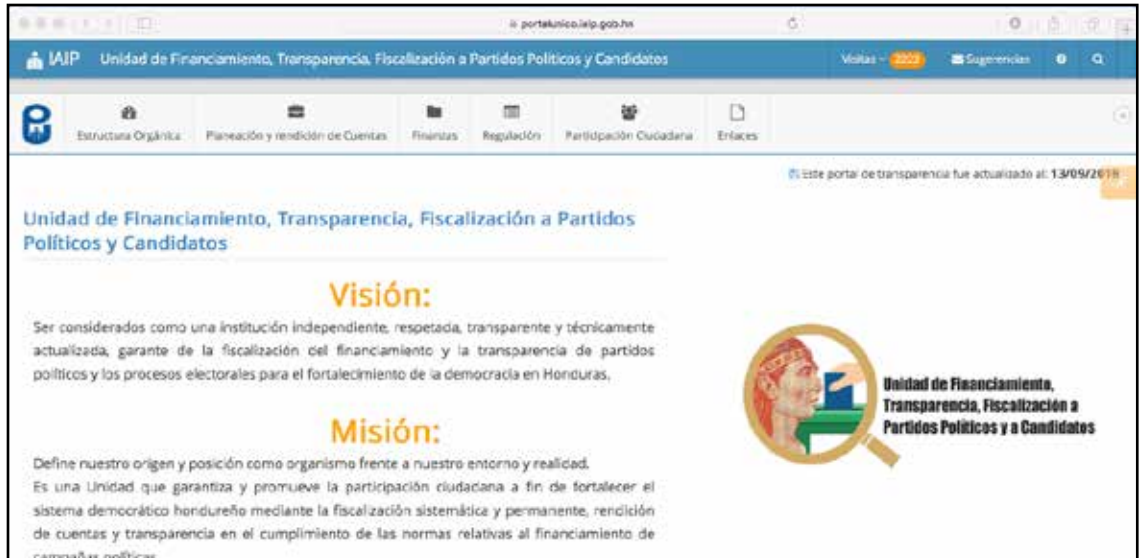 portalunico.iaip.gob.hn
IAIP Unidad de Financiamiento, Transparencia, Fiscalización a Partidos Políticos y Candidatos Visitas Sugerencias
Estructura Orgánica Planeación y rendición de Cuentas Finanzas Regulación Participación Ciudadana Enlaces
Este portal de transparencia fue actualizado al: 13/09/2018
Unidad de Financiamiento, Transparencia, Fiscalización a Partidos
Políticos y Candidatos
Visión:
Ser considerados como una institución independiente, respetada, transparente y técnicamente
actualizada, garante de la fiscalización del financiamiento y la transparencia de partidos
políticos y los procesos electorales para el fortalecimiento de la democracia en Honduras.
Unidad de Financiamiento,
Transparencia, Fiscalización a
Partidos Políticos y a Candidatos
Misión:
Define nuestro origen y posición como organismo frente a nuestro entorno y realidad.
Es una Unidad que garantiza y promueve la participación ciudadana a fin de fortalecer el
sistema democrático hondureño mediante la fiscalización sistemática y permanente, rendición
de cuentas y transparencia en el cumplimiento de las normas relativas al financiamiento de
campañas políticas